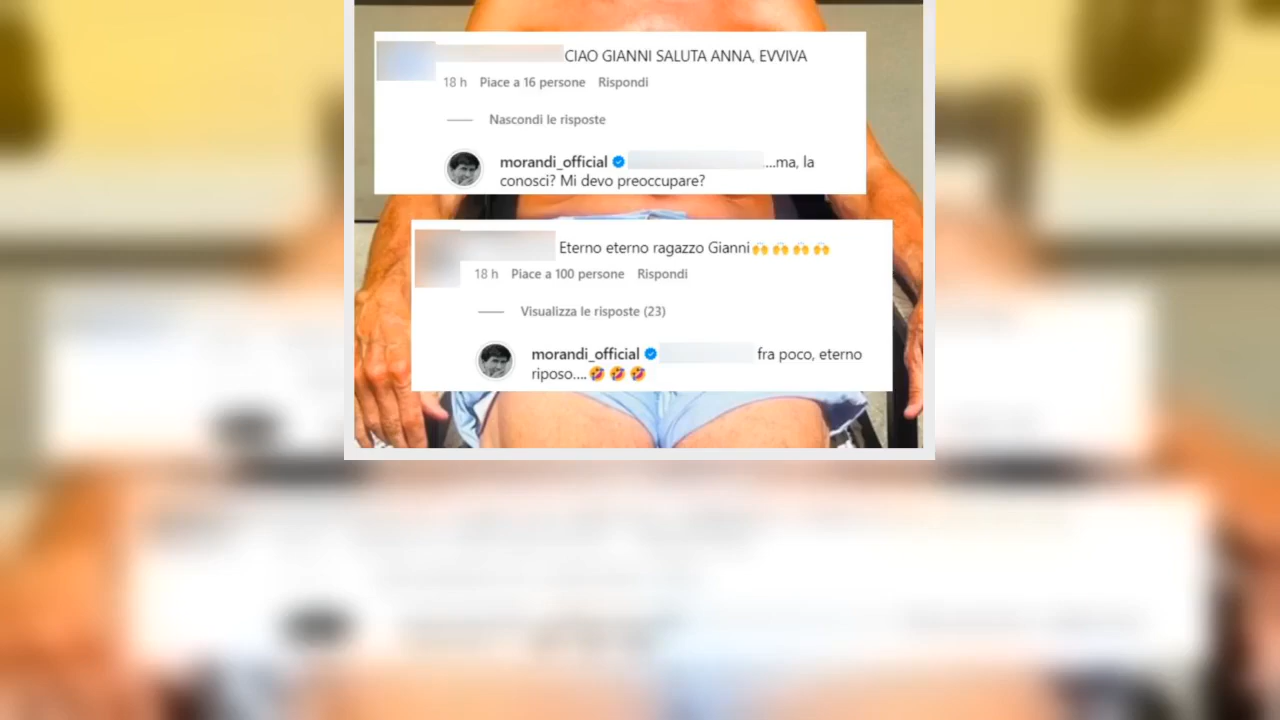 CIAO GIANNI SALUTA ANNA, EVVIVA
18 h Piace a 16 persone Rispondi
Nascondi le risposte
morandi_official ....ma, la
conosci? Mi devo preoccupare?
Eterno eterno ragazzo Gianni🙌 🙌 🙌 🙌
18 h Piace a 100 persone Rispondi
Visualizza le risposte (23)
morandi_official fra poco, eterno
riposo.... 🤣 🤣 🤣